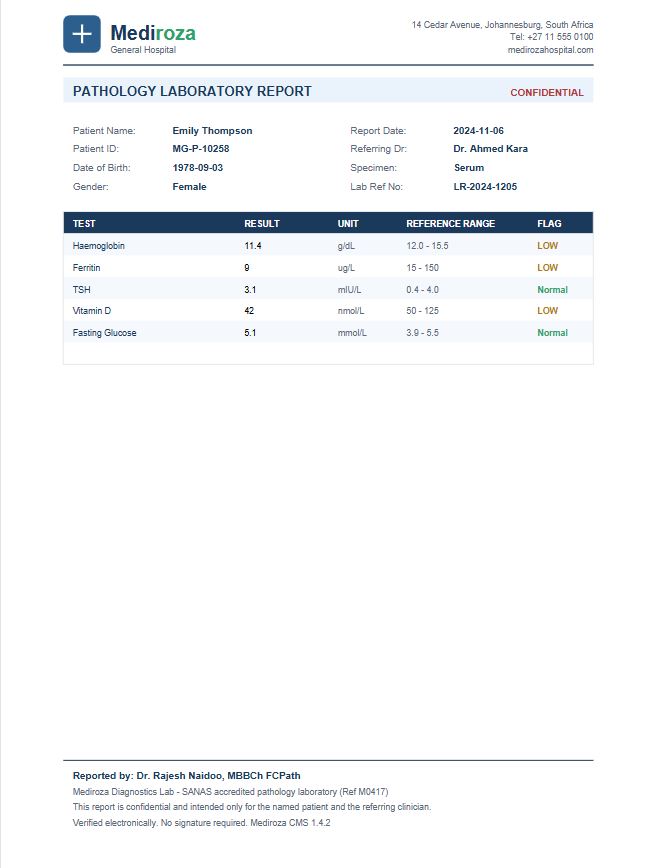 Mediroza
General Hospital
14 Cedar Avenue, Johannesburg, South Africa
Tel: +27 11 555 0100
medirozahospital.com
PATHOLOGY LABORATORY REPORT CONFIDENTIAL
Patient Name: Emily Thompson Report Date: 2024-11-06
Patient ID: MG-P-10258 Referring Dr: Dr. Ahmed Kara
Date of Birth: 1978-09-03 Specimen: Serum
Gender: Female Lab Ref No: LR-2024-1205
TEST RESULT UNIT REFERENCE RANGE FLAG
Haemoglobin 11.4 g/dL 12.0 - 15.5 LOW
Ferritin 9 ug/L 15 - 150 LOW
TSH 3.1 mIU/L 0.4 - 4.0 Normal
Vitamin D 42 nmol/L 50 - 125 LOW
Fasting Glucose 5.1 mmol/L 3.9 - 5.5 Normal
Reported by: Dr. Rajesh Naidoo, MBBCh FCPath
Mediroza Diagnostics Lab - SANAS accredited pathology laboratory (Ref M0417)
This report is confidential and intended only for the named patient and the referring clinician.
Verified electronically. No signature required. Mediroza CMS 1.4.2